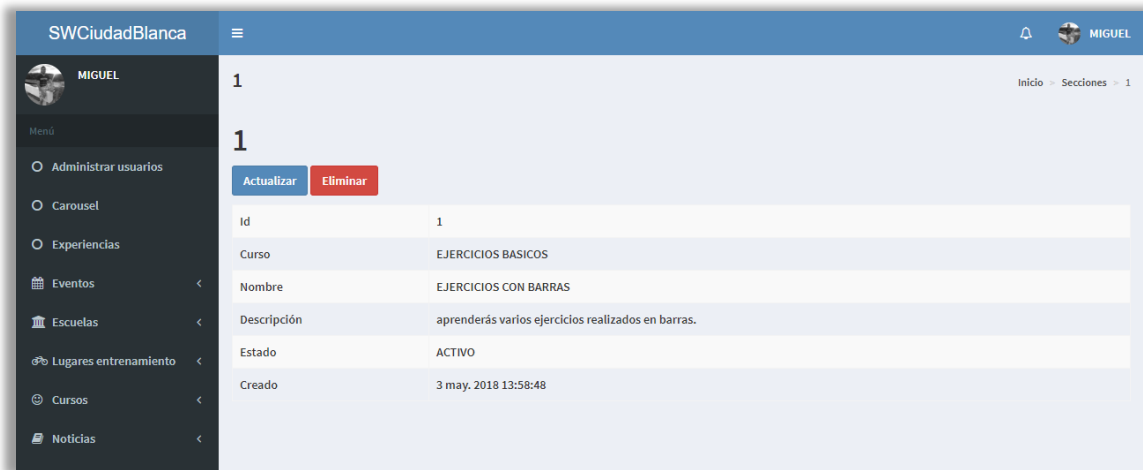 SWCiudadBlanca
MIGUEL
MIGUEL
1
Inicio > Secciones > 1
Menú
1
Administrar usuarios
Actualizar Eliminar
Carousel
Id 1
Experiencias
Curso EJERCICIOS BASICOS
Eventos
Nombre EJERCICIOS CON BARRAS
Escuelas
Descripción aprenderás varios ejercicios realizados en barras.
Estado ACTIVO
Lugares entrenamiento
Creado 3 may. 2018 13:58:48
Cursos
Noticias